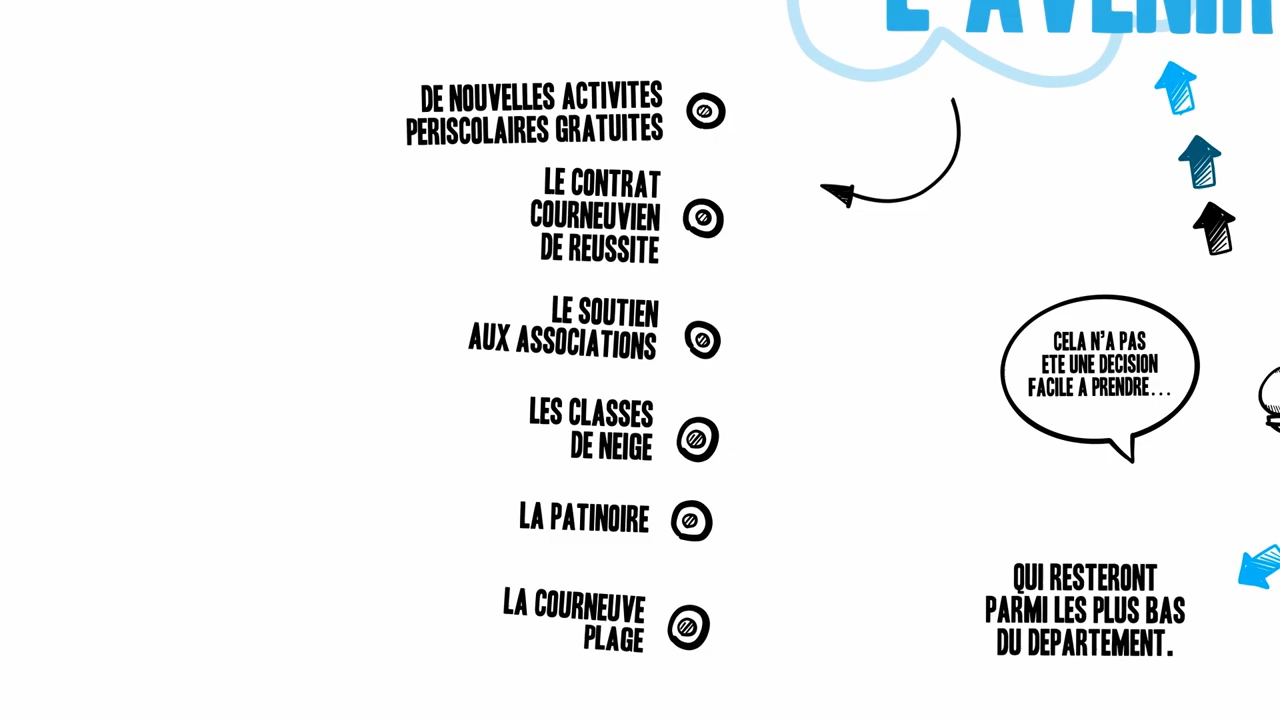 L'AVENIR
DE NOUVELLES ACTIVITES
PERISCOLAIRES GRATUITES
LE CONTRAT
COURNEUVIEN
DE REUSSITE
LE SOUTIEN
AUX ASSOCIATIONS
LES CLASSES
DE NEIGE
LA PATINOIRE
LA COURNEUVE
PLAGE
CELA N'A PAS
ETE UNE DECISION
FACILE A PRENDRE...
QUI RESTERONT
PARMI LES PLUS BAS
DU DEPARTEMENT.